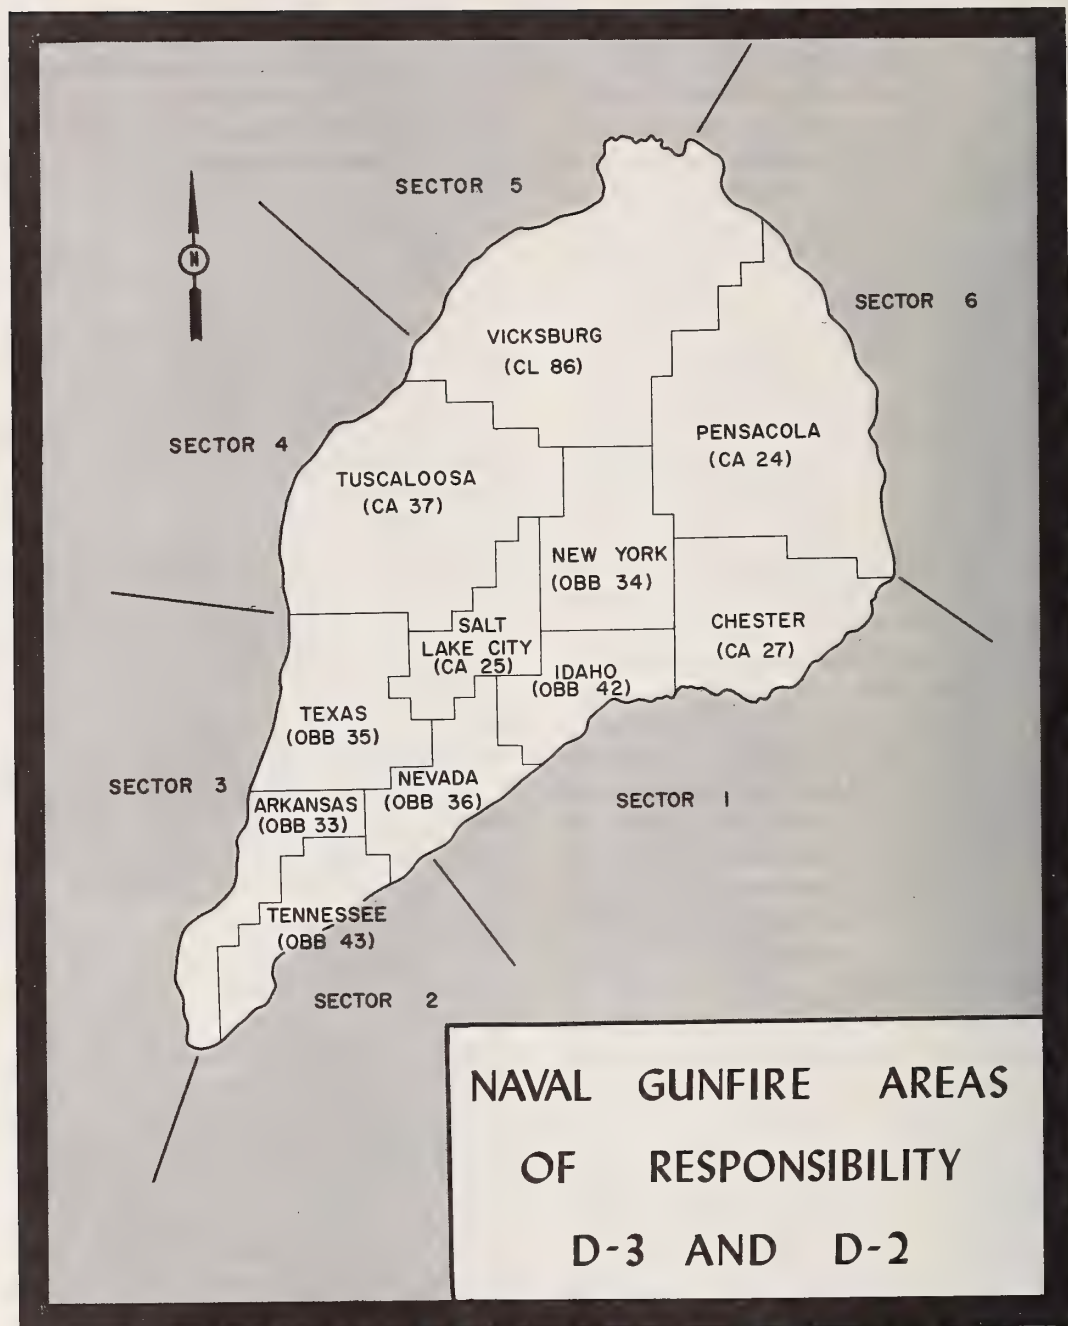 SECTOR 5
N
SECTOR 6
VICKSBURG
(CL 86)
SECTOR 4
PENSACOLA
(CA 24)
TUSCALOOSA
(CA 37)
NEW YORK
(OBB 34)
SALT
LAKE CITY
(CA 25)
CHESTER
(CA 27)
IDAHO
(OBB 42)
TEXAS
(OBB 35)
SECTOR 3
NEVADA
(OBB 36)
SECTOR 1
ARKANSAS
(OBB 33)
TENNESSEE
(OBB 43)
SECTOR 2
NAVAL GUNFIRE AREAS
OF RESPONSIBILITY
D-3 AND D-2